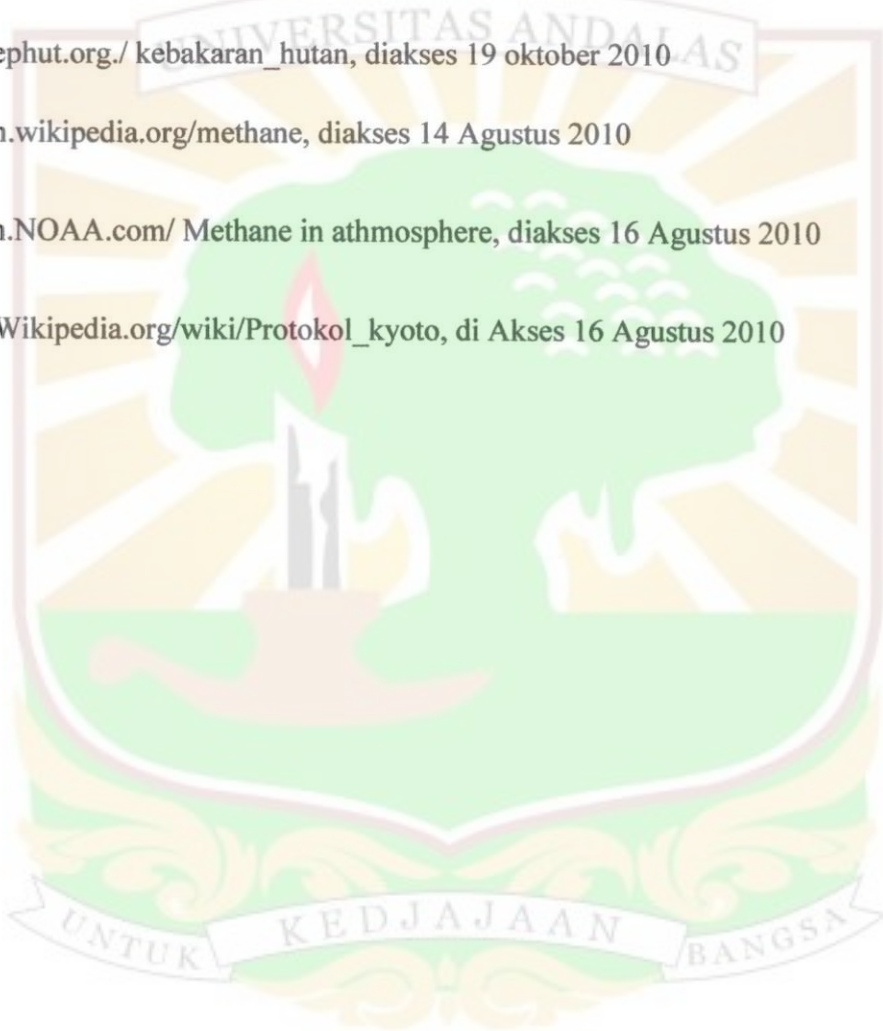 UNIVERSITAS ANDALAS
ephut.org./ kebakaran_hutan, diakses 19 oktober 2010
n.wikipedia.org/methane, diakses 14 Agustus 2010
n.NOAA.com/ Methane in athmosphere, diakses 16 Agustus 2010
Wikipedia.org/wiki/Protokol_kyoto, di Akses 16 Agustus 2010
UNTUK KEDJAJAAN BANGSA